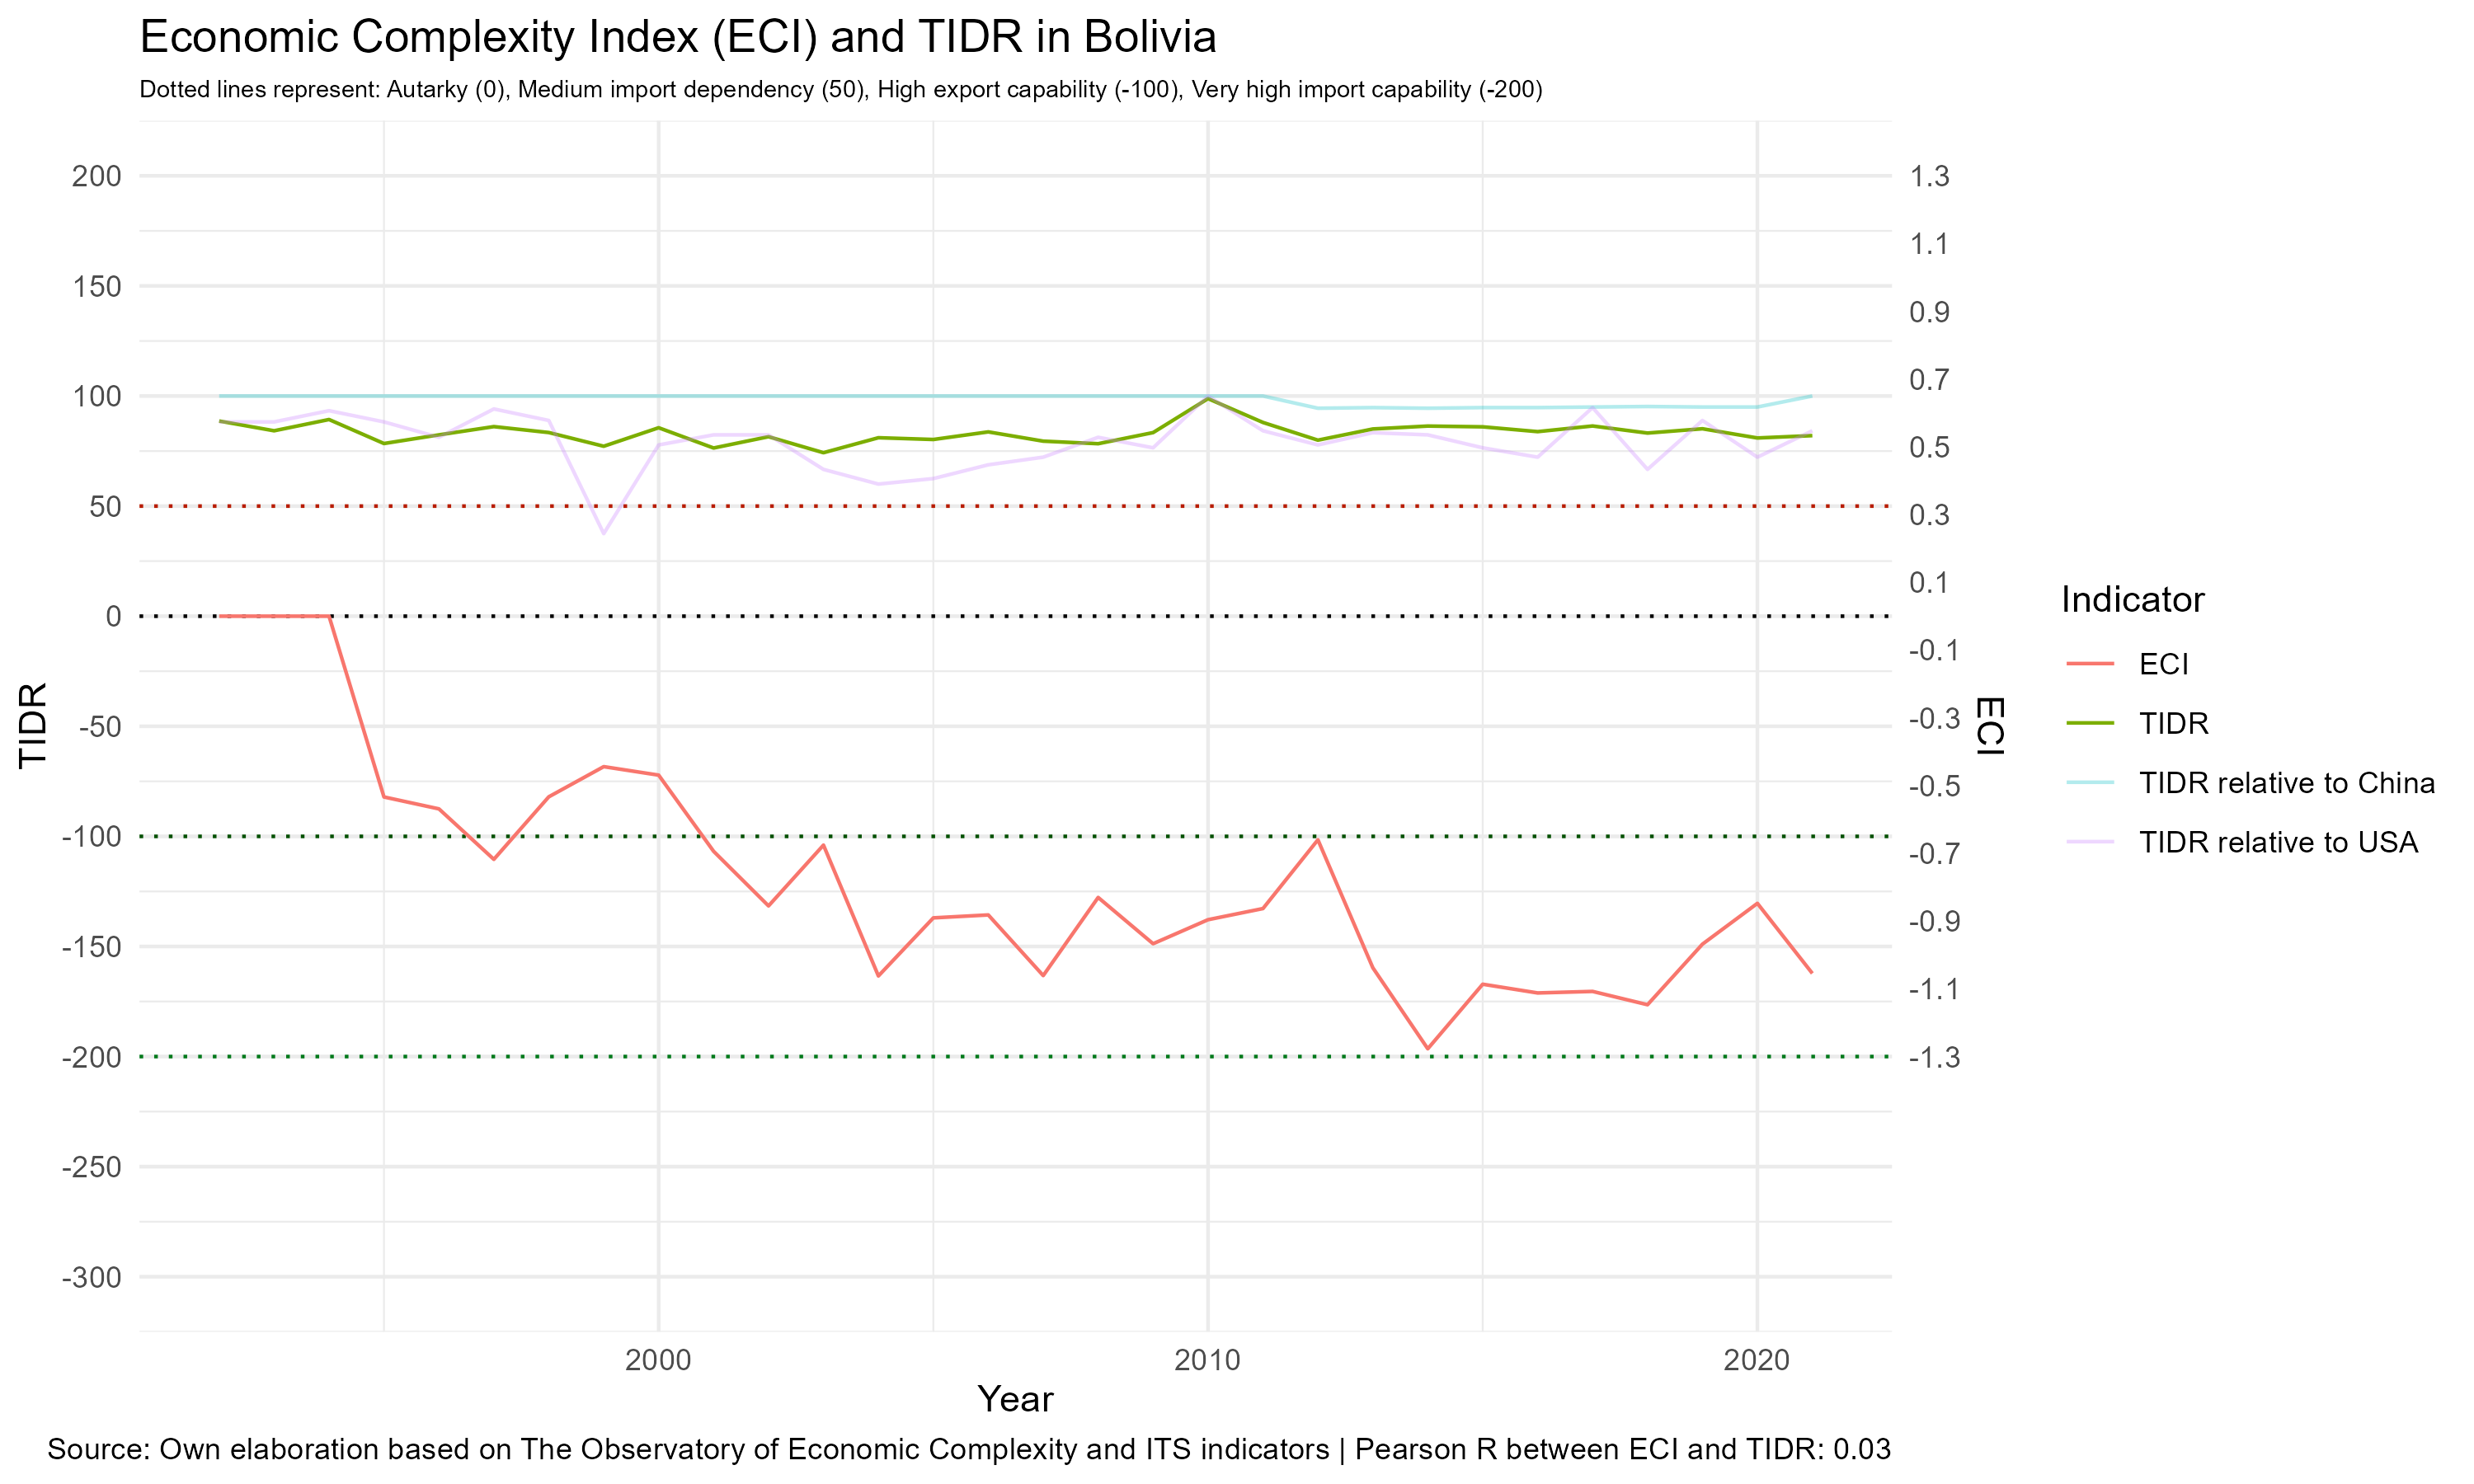 Economic Complexity Index (ECI) and TIDR in Bolivia
Dotted lines represent: Autarky (0), Medium import dependency (50), High export capability (-100), Very high import capability (-200)
TIDR
200
150
100
50
0
-50
-100
-150
-200
-250
-300
1.3
1.1
0.9
0.7
0.5
0.3
0.1
-0.1
-0.3
-0.5
-0.7
-0.9
-1.1
-1.3
ECI
Indicator
ECI
TIDR
TIDR relative to China
TIDR relative to USA
2000
2010
2020
Year
Source: Own elaboration based on The Observatory of Economic Complexity and ITS indicators | Pearson R between ECI and TIDR: 0.03